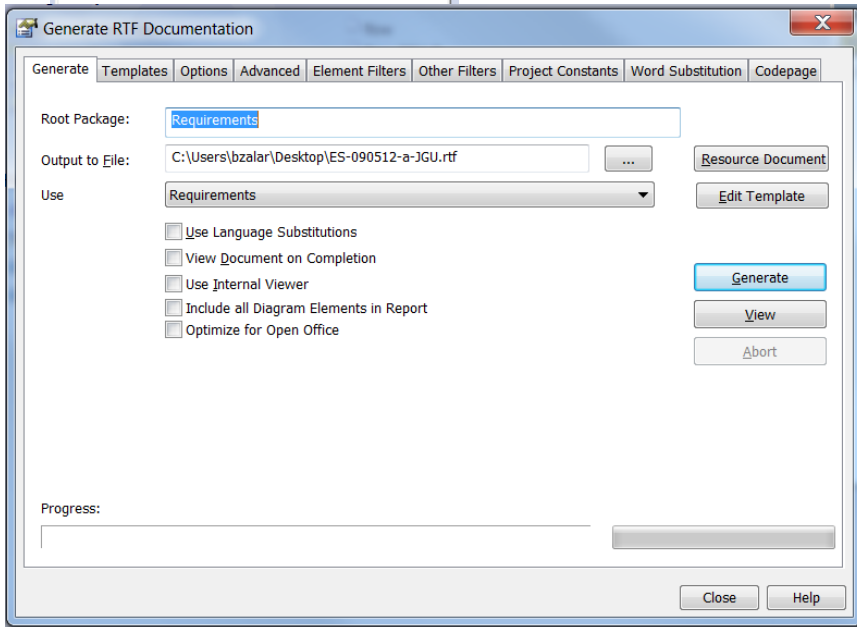 Generate RTF Documentation
Generate Templates Options Advanced Element Filters Other Filters Project Constants Word Substitution Codepage
Root Package: Requirements
Output to File: C:\Users\bzalar\Desktop\ES-090512-a-JGU.rtf ... Resource Document
Use Requirements Edit Template
Use Language Substitutions
View Document on Completion
Use Internal Viewer
Generate
Include all Diagram Elements in Report
View
Optimize for Open Office
Abort
Progress:
Close Help